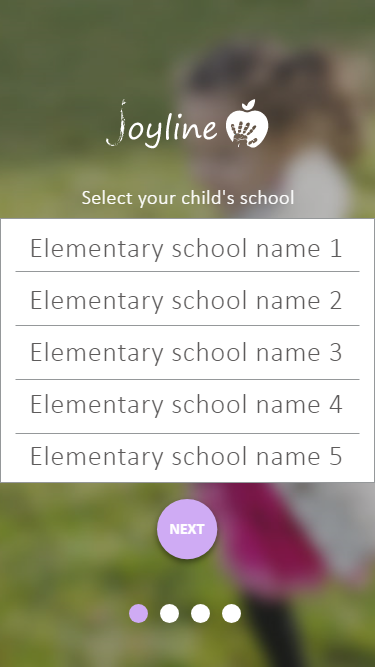 Joyline
Select your child's school
Elementary school name 1
Elementary school name 2
Elementary school name 3
Elementary school name 4
Elementary school name 5
NEXT